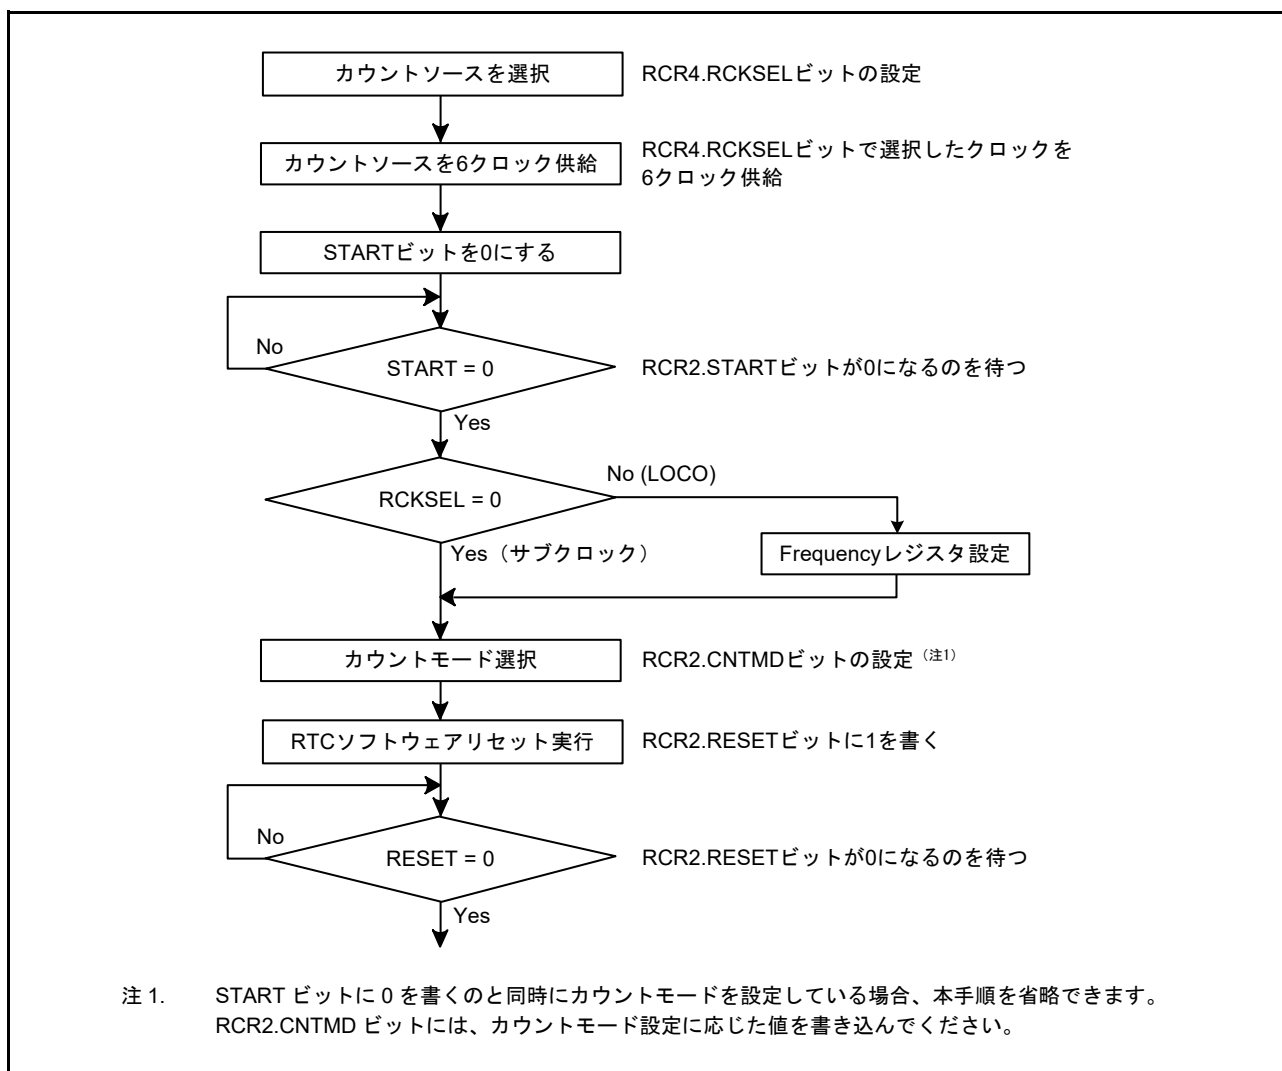 カウントソースを選択 RCR4.RCKSELビットの設定
カウントソースを6クロック供給 RCR4.RCKSELビットで選択したクロックを
6クロック供給
STARTビットを0にする
No
START = 0 RCR2.STARTビットが0になるのを待つ
Yes
No (LOCO)
RCKSEL = 0
Yes（サブクロック） Frequencyレジスタ設定
カウントモード選択 RCR2.CNTMDビットの設定（注1）
RTCソフトウェアリセット実行 RCR2.RESETビットに1を書く
No
RESET = 0 RCR2.RESETビットが0になるのを待つ
Yes
注 1. START ビットに 0 を書くのと同時にカウントモードを設定している場合、本手順を省略できます。
RCR2.CNTMD ビットには、カウントモード設定に応じた値を書き込んでください。